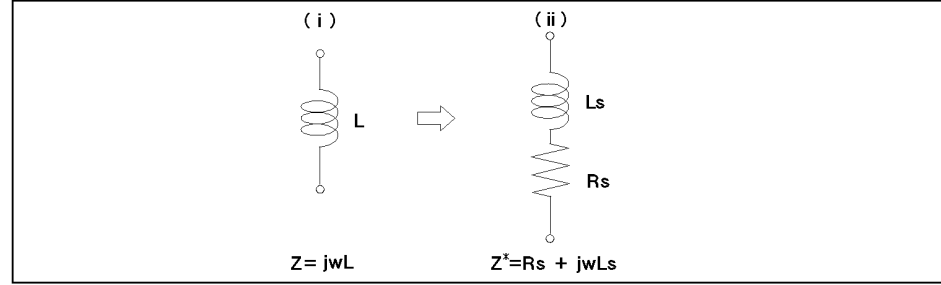 (i)
(ii)
L
Ls
Rs
Z= jwL
Z*=Rs + jwLs